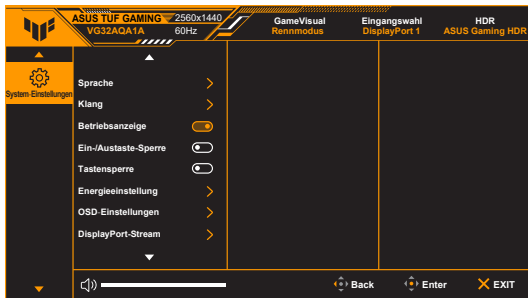 ASUS TUF GAMING
VG32AQA1A
2560x1440
60Hz
GameVisual
Rennmodus
Eingangswahl
DisplayPort 1
HDR
ASUS Gaming HDR
System-Einstellungen
Sprache
Klang
Betriebsanzeige
Ein-/Austaste-Sperre
Tastensperre
Energieeinstellung
OSD-Einstellungen
DisplayPort-Stream
Back
Enter
EXIT